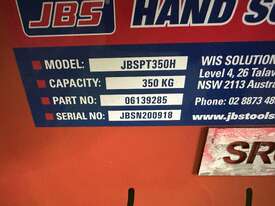 JBS HAND S
MODEL: JBSPT350H
CAPACITY: 350 KG
PART NO: 06139285
SERIAL NO: JBSN200918
WIS SOLUTION
Level 4, 26 Talav
NSW 2113 Austral
Phone: 02 8873 48
www.jbstools
SR